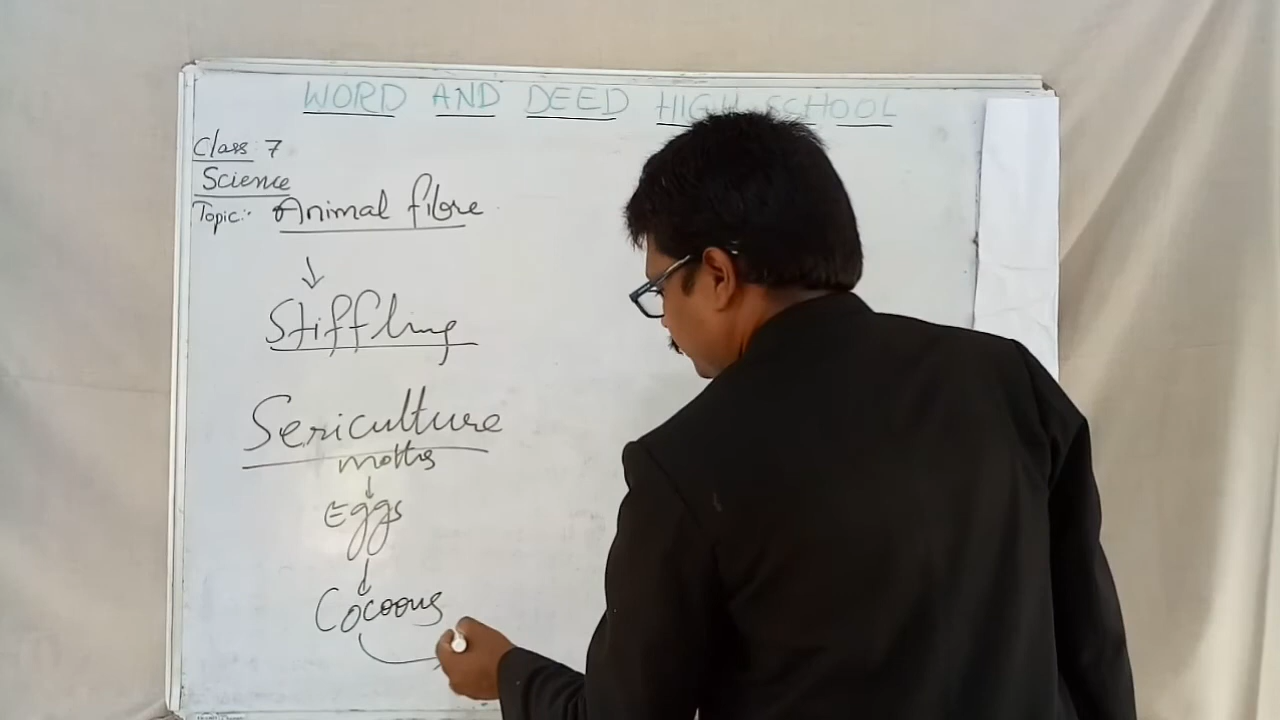 WORD AND DEED HIGH SCHOOL
Class 7
Science
Topic:- Animal fibre
Stiffling
Sericulture
moths
Eggs
Cocoons